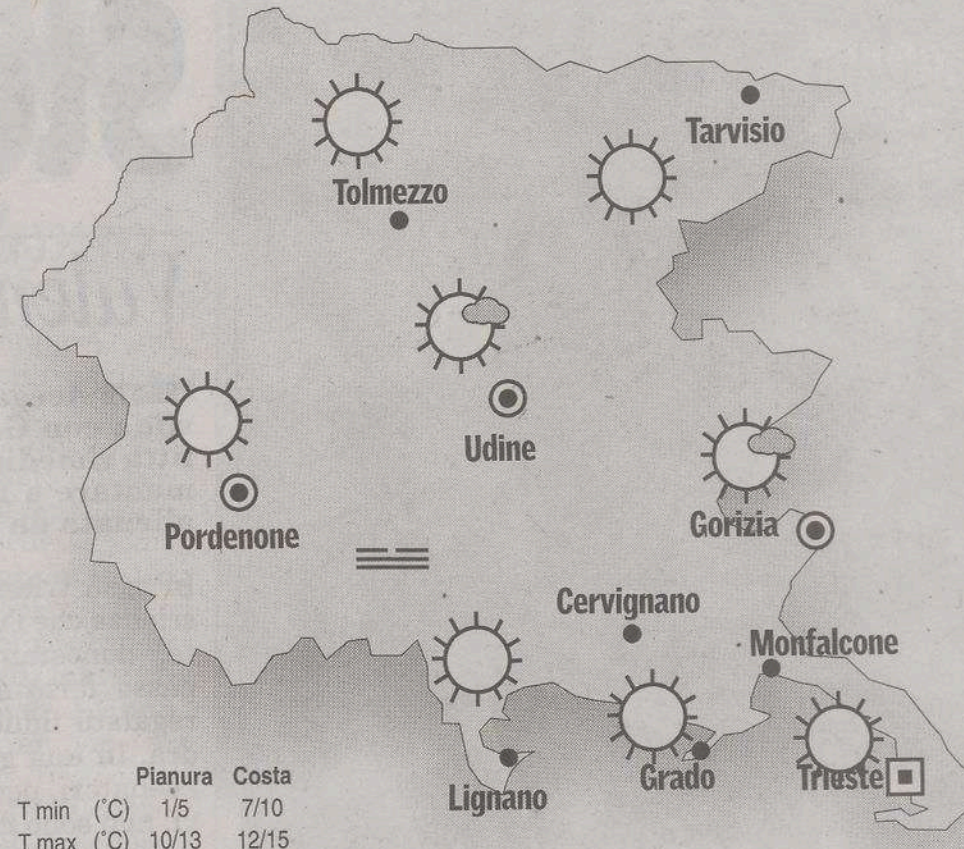 Tarvisio
Tolmezzo
Udine
Pordenone
Gorizia
Cervignano
Monfalcone
Lignano
Grado
Trieste
Pianura Costa
T min (°C) 1/5 7/10
T max (°C) 10/13 12/15